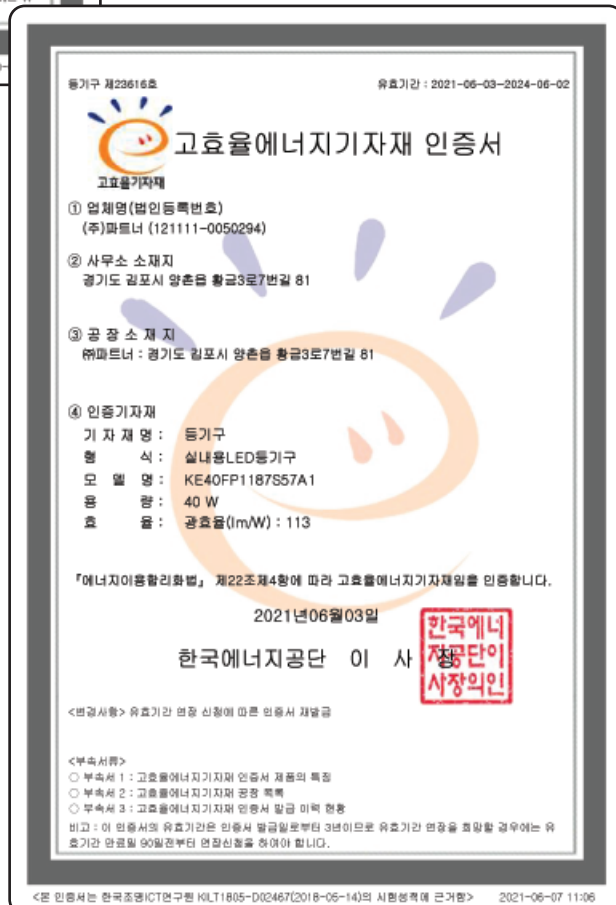 등기구 제23616호
유효기간 : 2021-06-03-2024-06-02
고효율에너지기자재 인증서
고효율기자재
① 업체명(법인등록번호)
(주)파트너 (121111-0050294)
② 사무소 소재지
경기도 김포시 양촌읍 황금3로7번길 81
③ 공 장 소 재 지
㈜파트너 : 경기도 김포시 양촌읍 황금3로7번길 81
④ 인증기자재
기 자 재 명 : 등기구
형 식 : 실내용LED등기구
모 델 명 : KE40FP1187S57A1
용 량 : 40 W
효 율 : 광효율(lm/W) : 113
『에너지이용합리화법』 제22조제4항에 따라 고효율에너지기자재임을 인증합니다.
2021년06월03일
한국에너지공단 이 사 장
한국에너
지공단이
사장의인
<변경사항> 유효기간 연장 신청에 따른 인증서 재발급
<부속서류>
○ 부속서 1 : 고효율에너지기자재 인증서 제품의 특징
○ 부속서 2 : 고효율에너지기자재 공장 목록
○ 부속서 3 : 고효율에너지기자재 인증서 발급 이력 현황
비고 : 이 인증서의 유효기간은 인증서 발급일로부터 3년이므로 유효기간 연장을 희망할 경우에는 유
효기간 만료일 90일전부터 연장신청을 하여야 합니다.
<본 인증서는 한국조명ICT연구원 KILT1805-D02467(2018-05-14)의 시험성적에 근거함> 2021-06-07 11:06